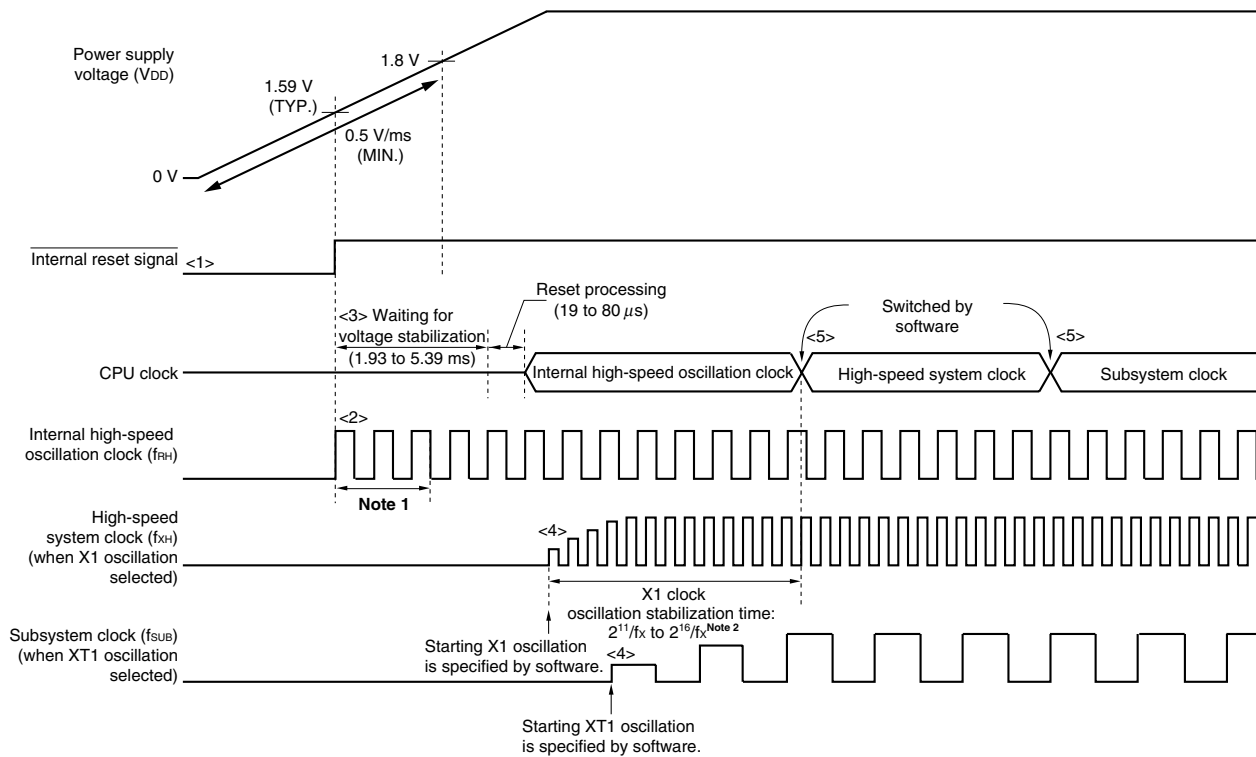 Power supply
voltage (VDD)
1.8 V
1.59 V
(TYP.)
0.5 V/ms
(MIN.)
0 V
Internal reset signal
<1>
Reset processing
(19 to 80 μs)
<3> Waiting for
voltage stabilization
(1.93 to 5.39 ms)
Switched by
software
<5>
<5>
CPU clock
Internal high-speed oscillation clock
High-speed system clock
Subsystem clock
<2>
Internal high-speed
oscillation clock (fRH)
Note 1
High-speed
system clock (fXH)
(when X1 oscillation
selected)
<4>
X1 clock
oscillation stabilization time:
2^11/fX to 2^16/fX Note 2
Starting X1 oscillation
is specified by software.
Subsystem clock (fSUB)
(when XT1 oscillation
selected)
<4>
Starting XT1 oscillation
is specified by software.